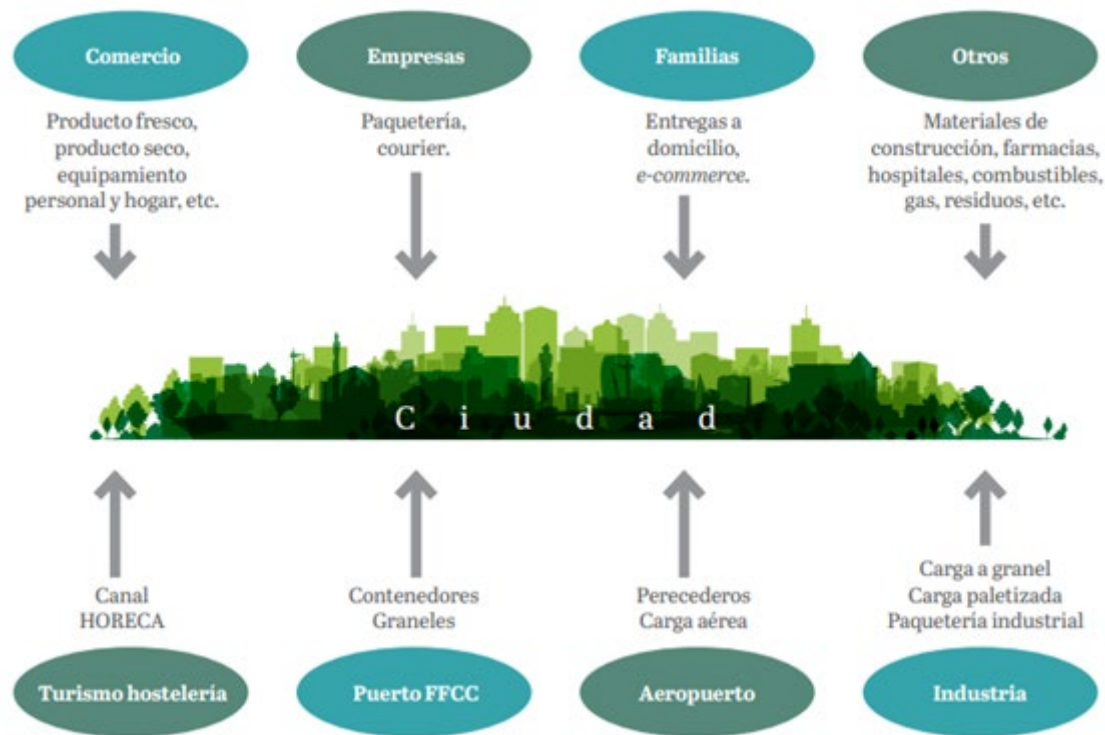 Comercio
Empresas
Familias
Otros
Producto fresco,
producto seco,
equipamiento
personal y hogar, etc.
Paquetería,
courier.
Entregas a
domicilio,
e-commerce.
Materiales de
construcción, farmacias,
hospitales, combustibles,
gas, residuos, etc.
Ciudad
Canal
HORECA
Contenedores
Graneles
Perecederos
Carga aérea
Carga a granel
Carga paletizada
Paquetería industrial
Turismo hostelería
Puerto FFCC
Aeropuerto
Industria